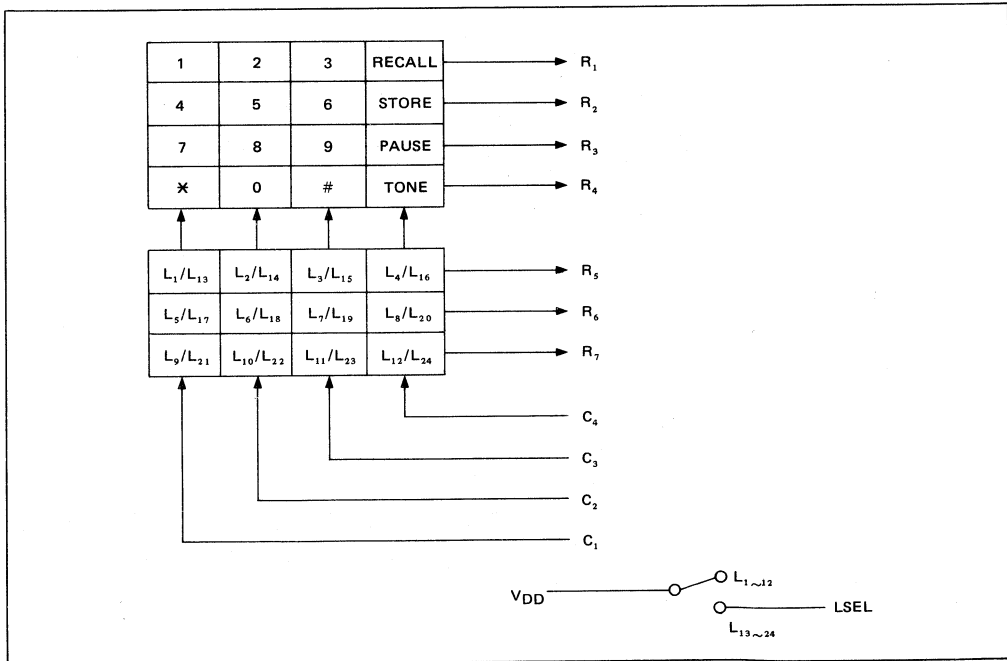 1 2 3 RECALL R₁
4 5 6 STORE R₂
7 8 9 PAUSE R₃
* 0 # TONE R₄
L₁/L₁₃ L₂/L₁₄ L₃/L₁₅ L₄/L₁₆ R₅
L₅/L₁₇ L₆/L₁₈ L₇/L₁₉ L₈/L₂₀ R₆
L₉/L₂₁ L₁₀/L₂₂ L₁₁/L₂₃ L₁₂/L₂₄ R₇
C₄
C₃
C₂
C₁
L₁~₁₂
VDD
LSEL
L₁₃~₂₄